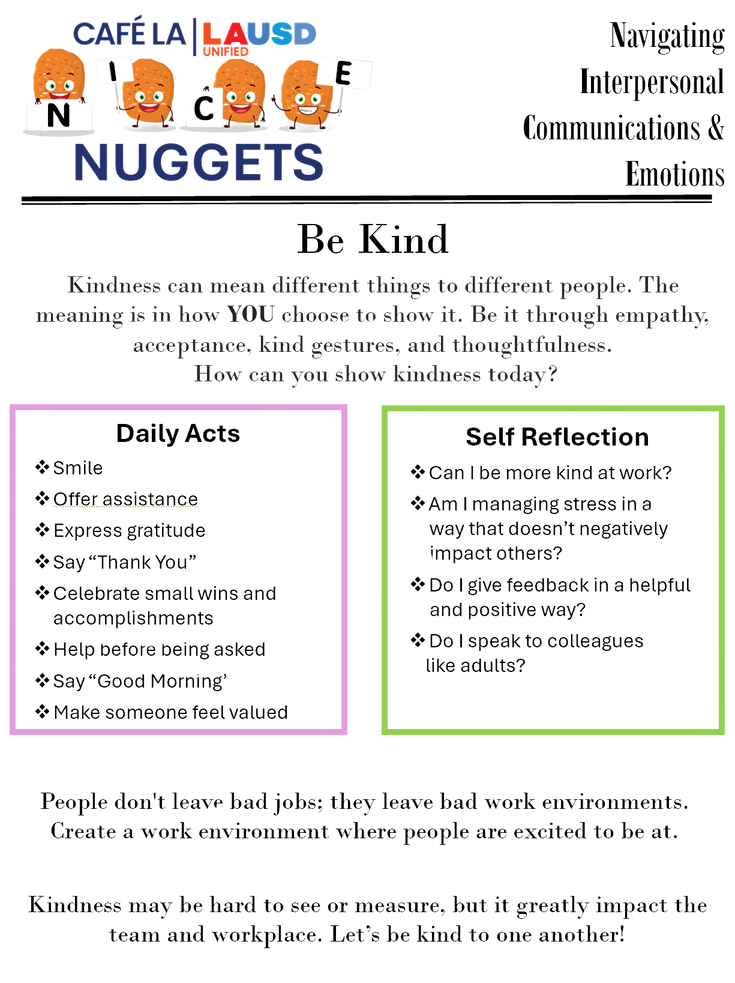 CAFÉ LA | LAUSD
UNIFIED
N I C E
NUGGETS
Navigating
Interpersonal
Communications &
Emotions
Be Kind
Kindness can mean different things to different people. The
meaning is in how YOU choose to show it. Be it through empathy,
acceptance, kind gestures, and thoughtfulness.
How can you show kindness today?
Daily Acts
❖ Smile
❖ Offer assistance
❖ Express gratitude
❖ Say “Thank You”
❖ Celebrate small wins and
accomplishments
❖ Help before being asked
❖ Say “Good Morning’
❖ Make someone feel valued
Self Reflection
❖ Can I be more kind at work?
❖ Am I managing stress in a
way that doesn’t negatively
impact others?
❖ Do I give feedback in a helpful
and positive way?
❖ Do I speak to colleagues
like adults?
People don't leave bad jobs; they leave bad work environments.
Create a work environment where people are excited to be at.
Kindness may be hard to see or measure, but it greatly impact the
team and workplace. Let’s be kind to one another!